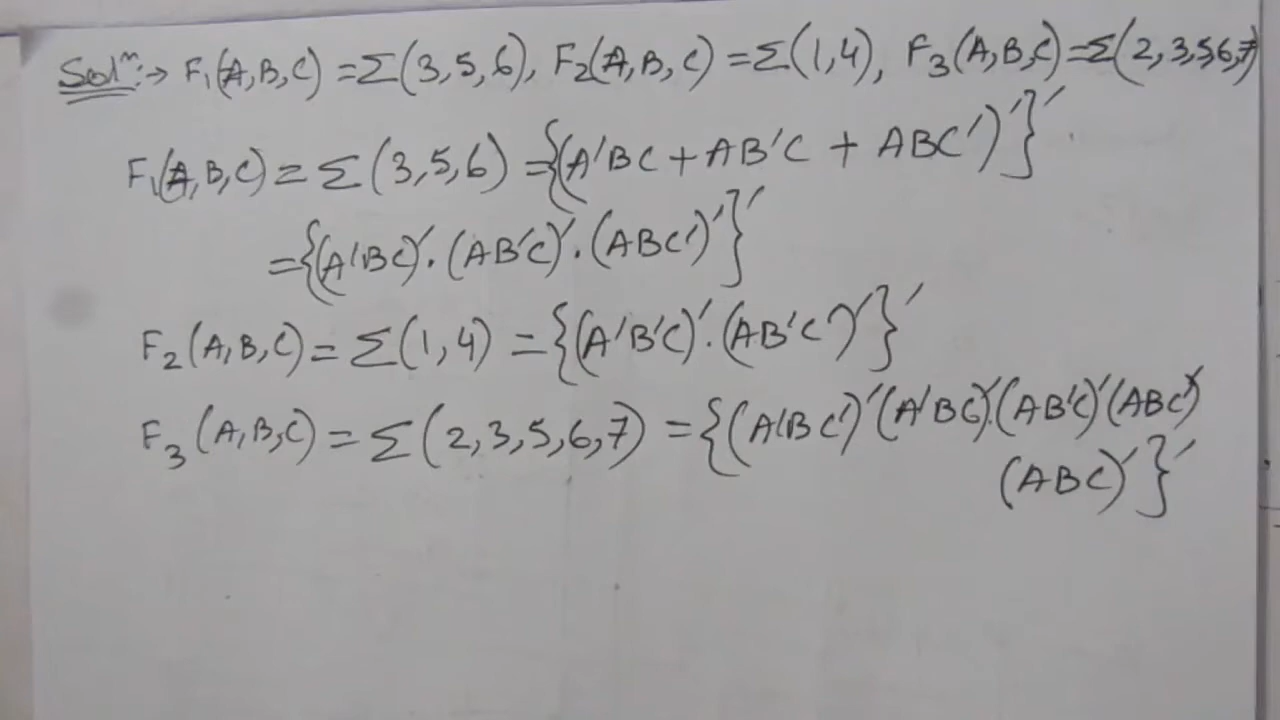 Solⁿ:→ F₁(A,B,C) = Σ(3,5,6), F₂(A,B,C) = Σ(1,4), F₃(A,B,C) = Σ(2,3,5,6,7)
F₁(A,B,C) = Σ(3,5,6) = {(A'BC + AB'C + ABC')'}'
= {(A'BC)'.(AB'C)'.(ABC')'}'
F₂(A,B,C) = Σ(1,4) = {(A'B'C)'.(AB'C')'}'
F₃(A,B,C) = Σ(2,3,5,6,7) = {(A'BC')'(A'BC)'.(AB'C)'(ABC')'
(ABC)'}'